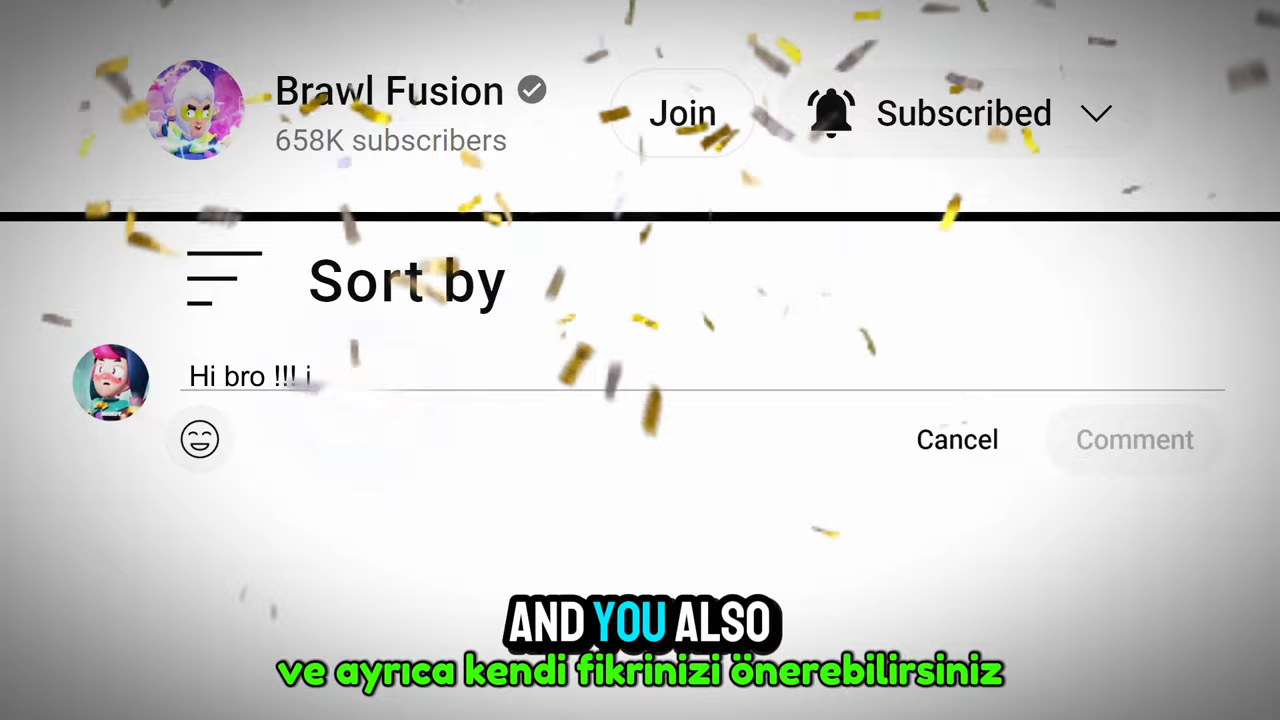 Brawl Fusion
658K subscribers
Join
Subscribed
Sort by
Hi bro !!! i
Cancel
Comment
AND YOU ALSO
ve ayrıca kendi fikrinizi önerebilirsiniz